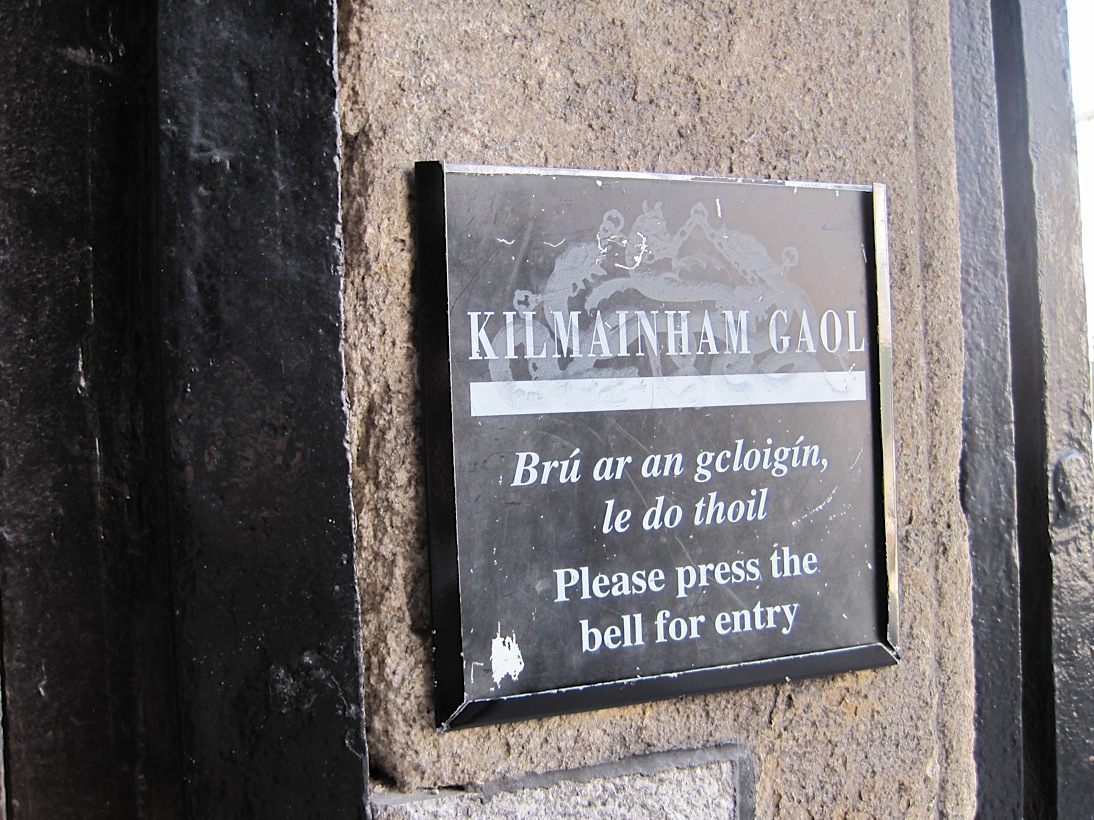 KILMAINHAM GAOL
Brú ar an gcloigín,
le do thoil
Please press the
bell for entry